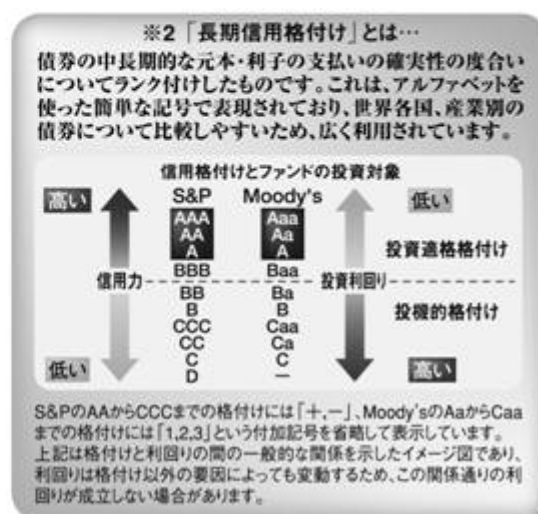 ※2 「長期信用格付け」とは…
債券の中長期的な元本・利子の支払いの確実性の度合い
についてランク付けしたものです。これは、アルファベットを
使った簡単な記号で表現されており、世界各国、産業別の
債券について比較しやすいため、広く利用されています。
信用格付けとファンドの投資対象
高い S&P Moody's 低い
AAA Aaa
AA Aa
A A 投資適格格付け
BBB Baa
信用力 投資利回り
BB Ba
B B 投機的格付け
CCC Caa
CC Ca
C C
低い D — 高い
S&PのAAからCCCまでの格付けには「+,−」、Moody'sのAaからCaa
までの格付けには「1,2,3」という付加記号を省略して表示しています。
上記は格付けと利回りの間の一般的な関係を示したイメージ図であり、
利回りは格付け以外の要因によっても変動するため、この関係通りの利
回りが成立しない場合があります。